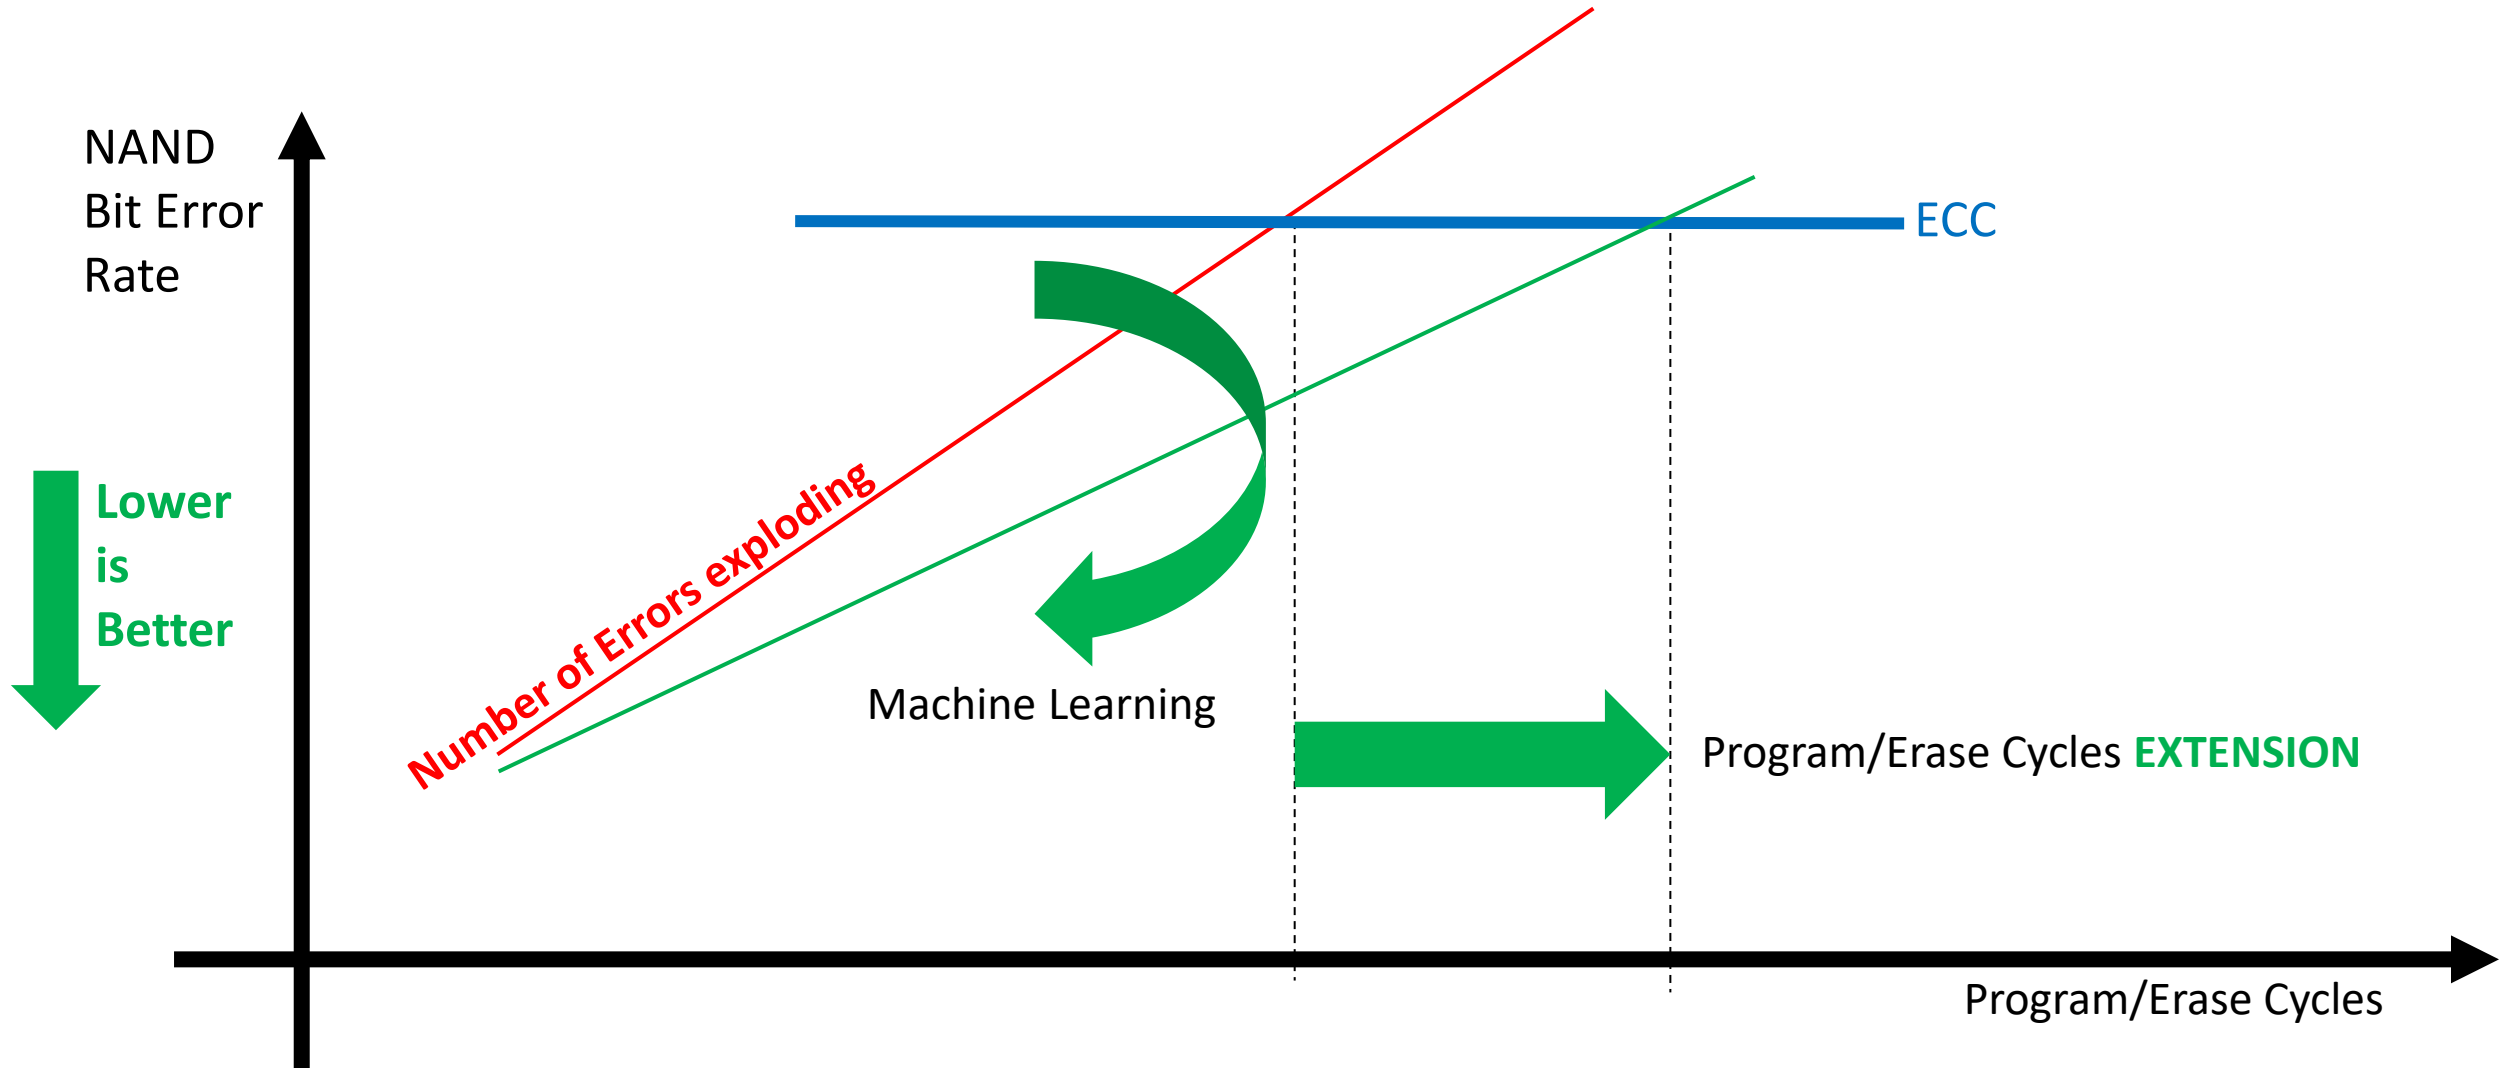 NAND
Bit Error
Rate
ECC
Lower
is
Better
Number of Errors exploding
Machine Learning
Program/Erase Cycles EXTENSION
Program/Erase Cycles